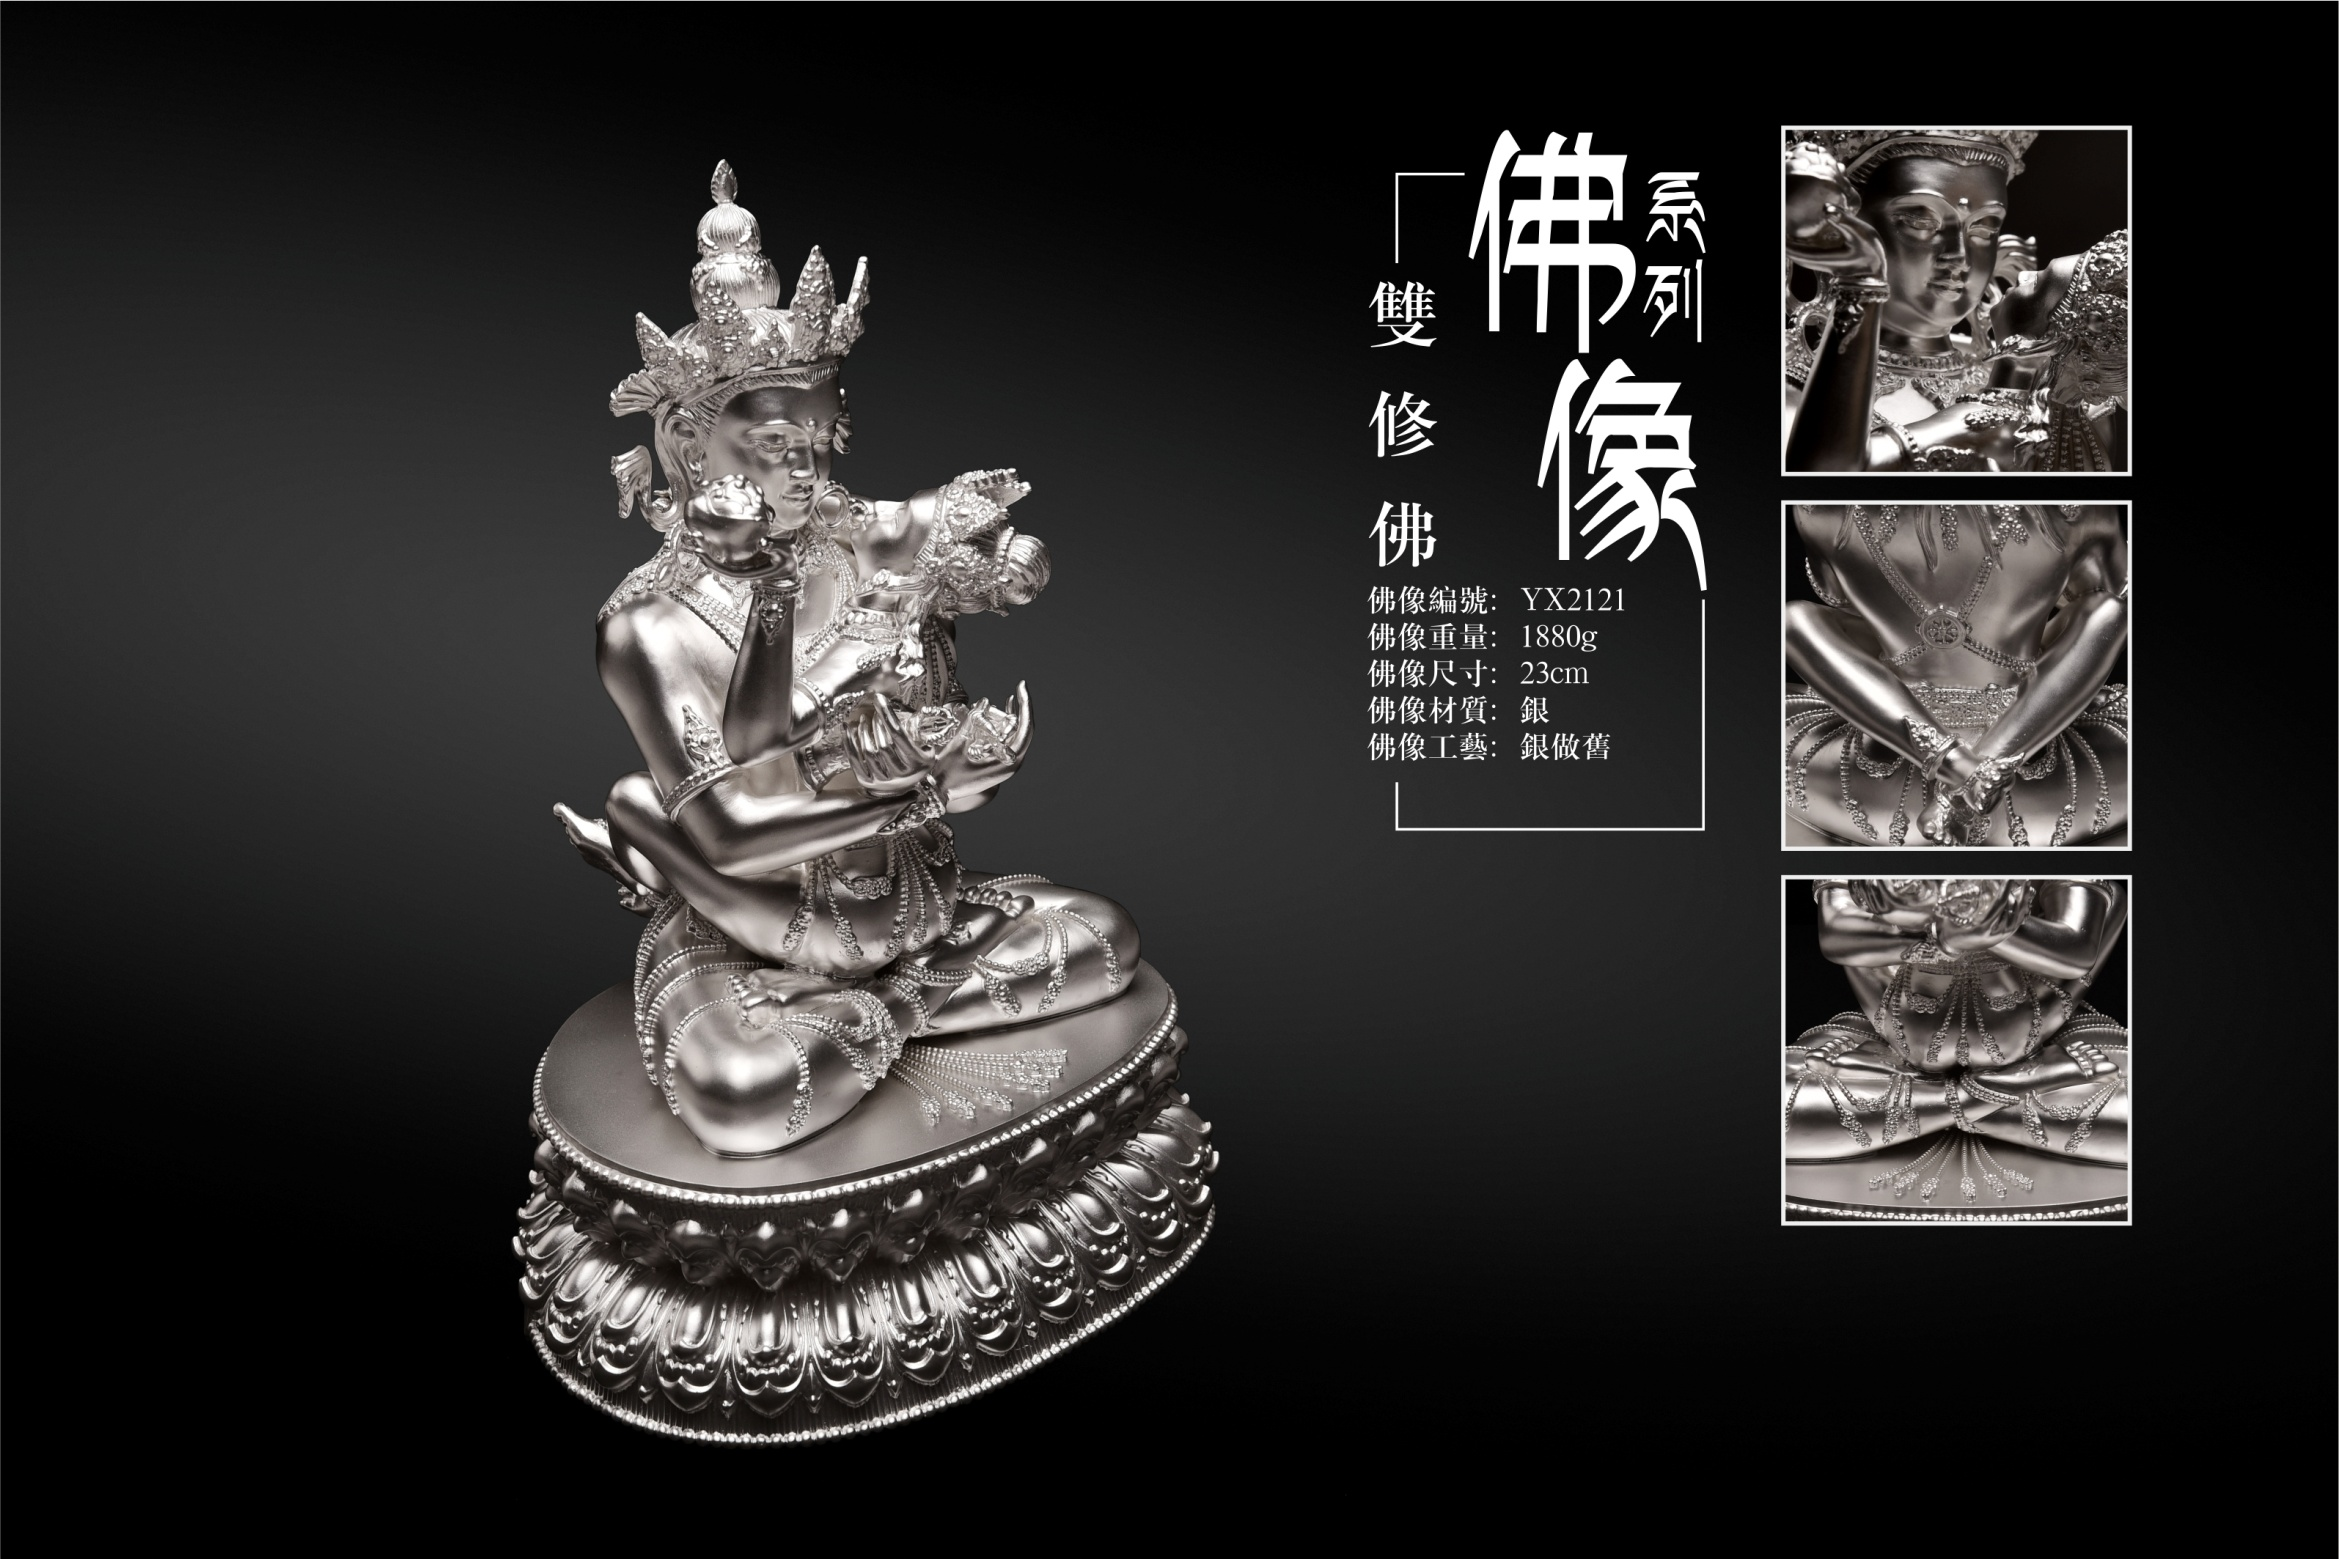 佛像
系列
雙修佛
佛像編號： YX2121
佛像重量： 1880g
佛像尺寸： 23cm
佛像材質： 銀
佛像工藝： 銀做舊